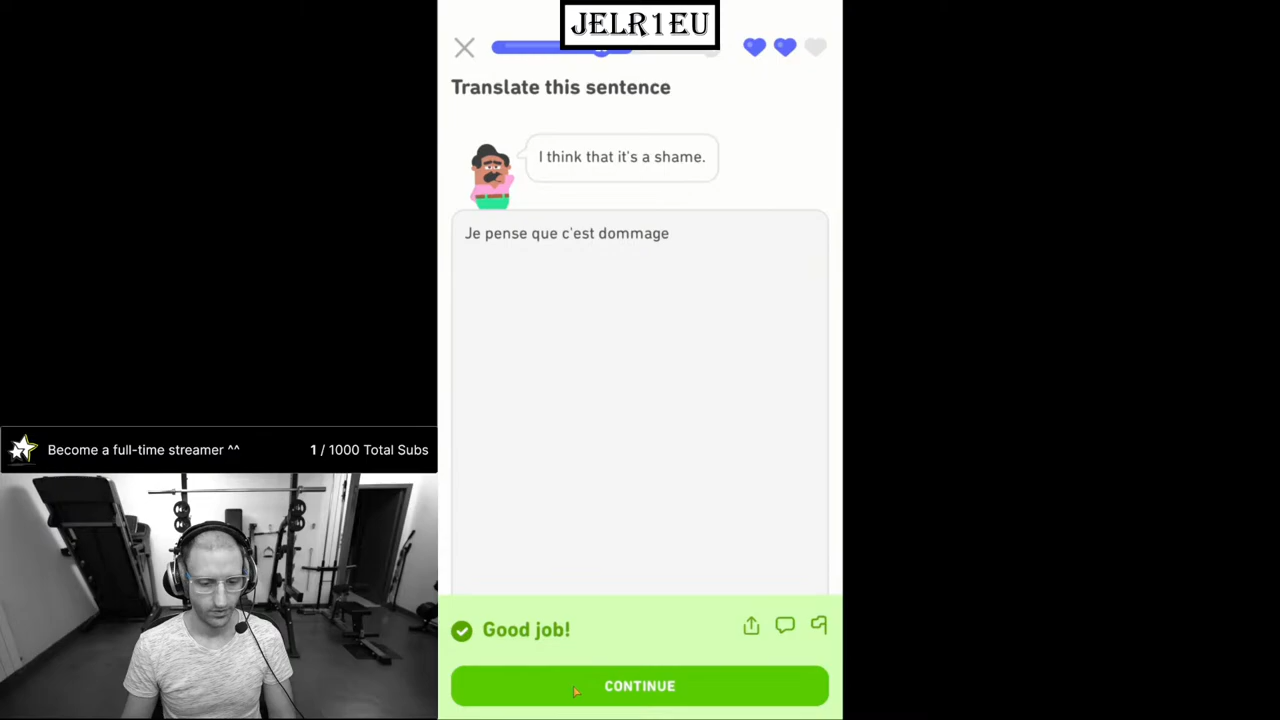 JELR1EU
Translate this sentence
I think that it's a shame.
Je pense que c'est dommage
Become a full-time streamer ^^ 1 / 1000 Total Subs
Good job!
CONTINUE